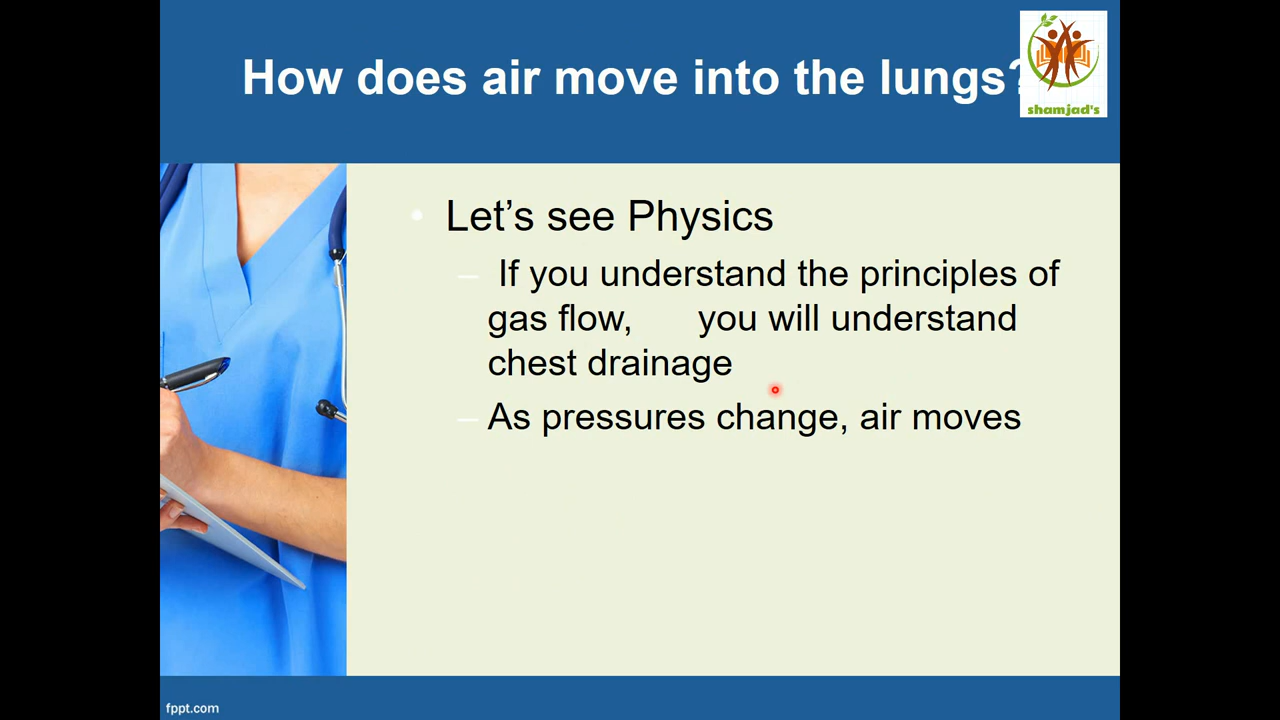 How does air move into the lungs?
shamjad's
• Let’s see Physics
– If you understand the principles of
gas flow, you will understand
chest drainage
– As pressures change, air moves
fppt.com